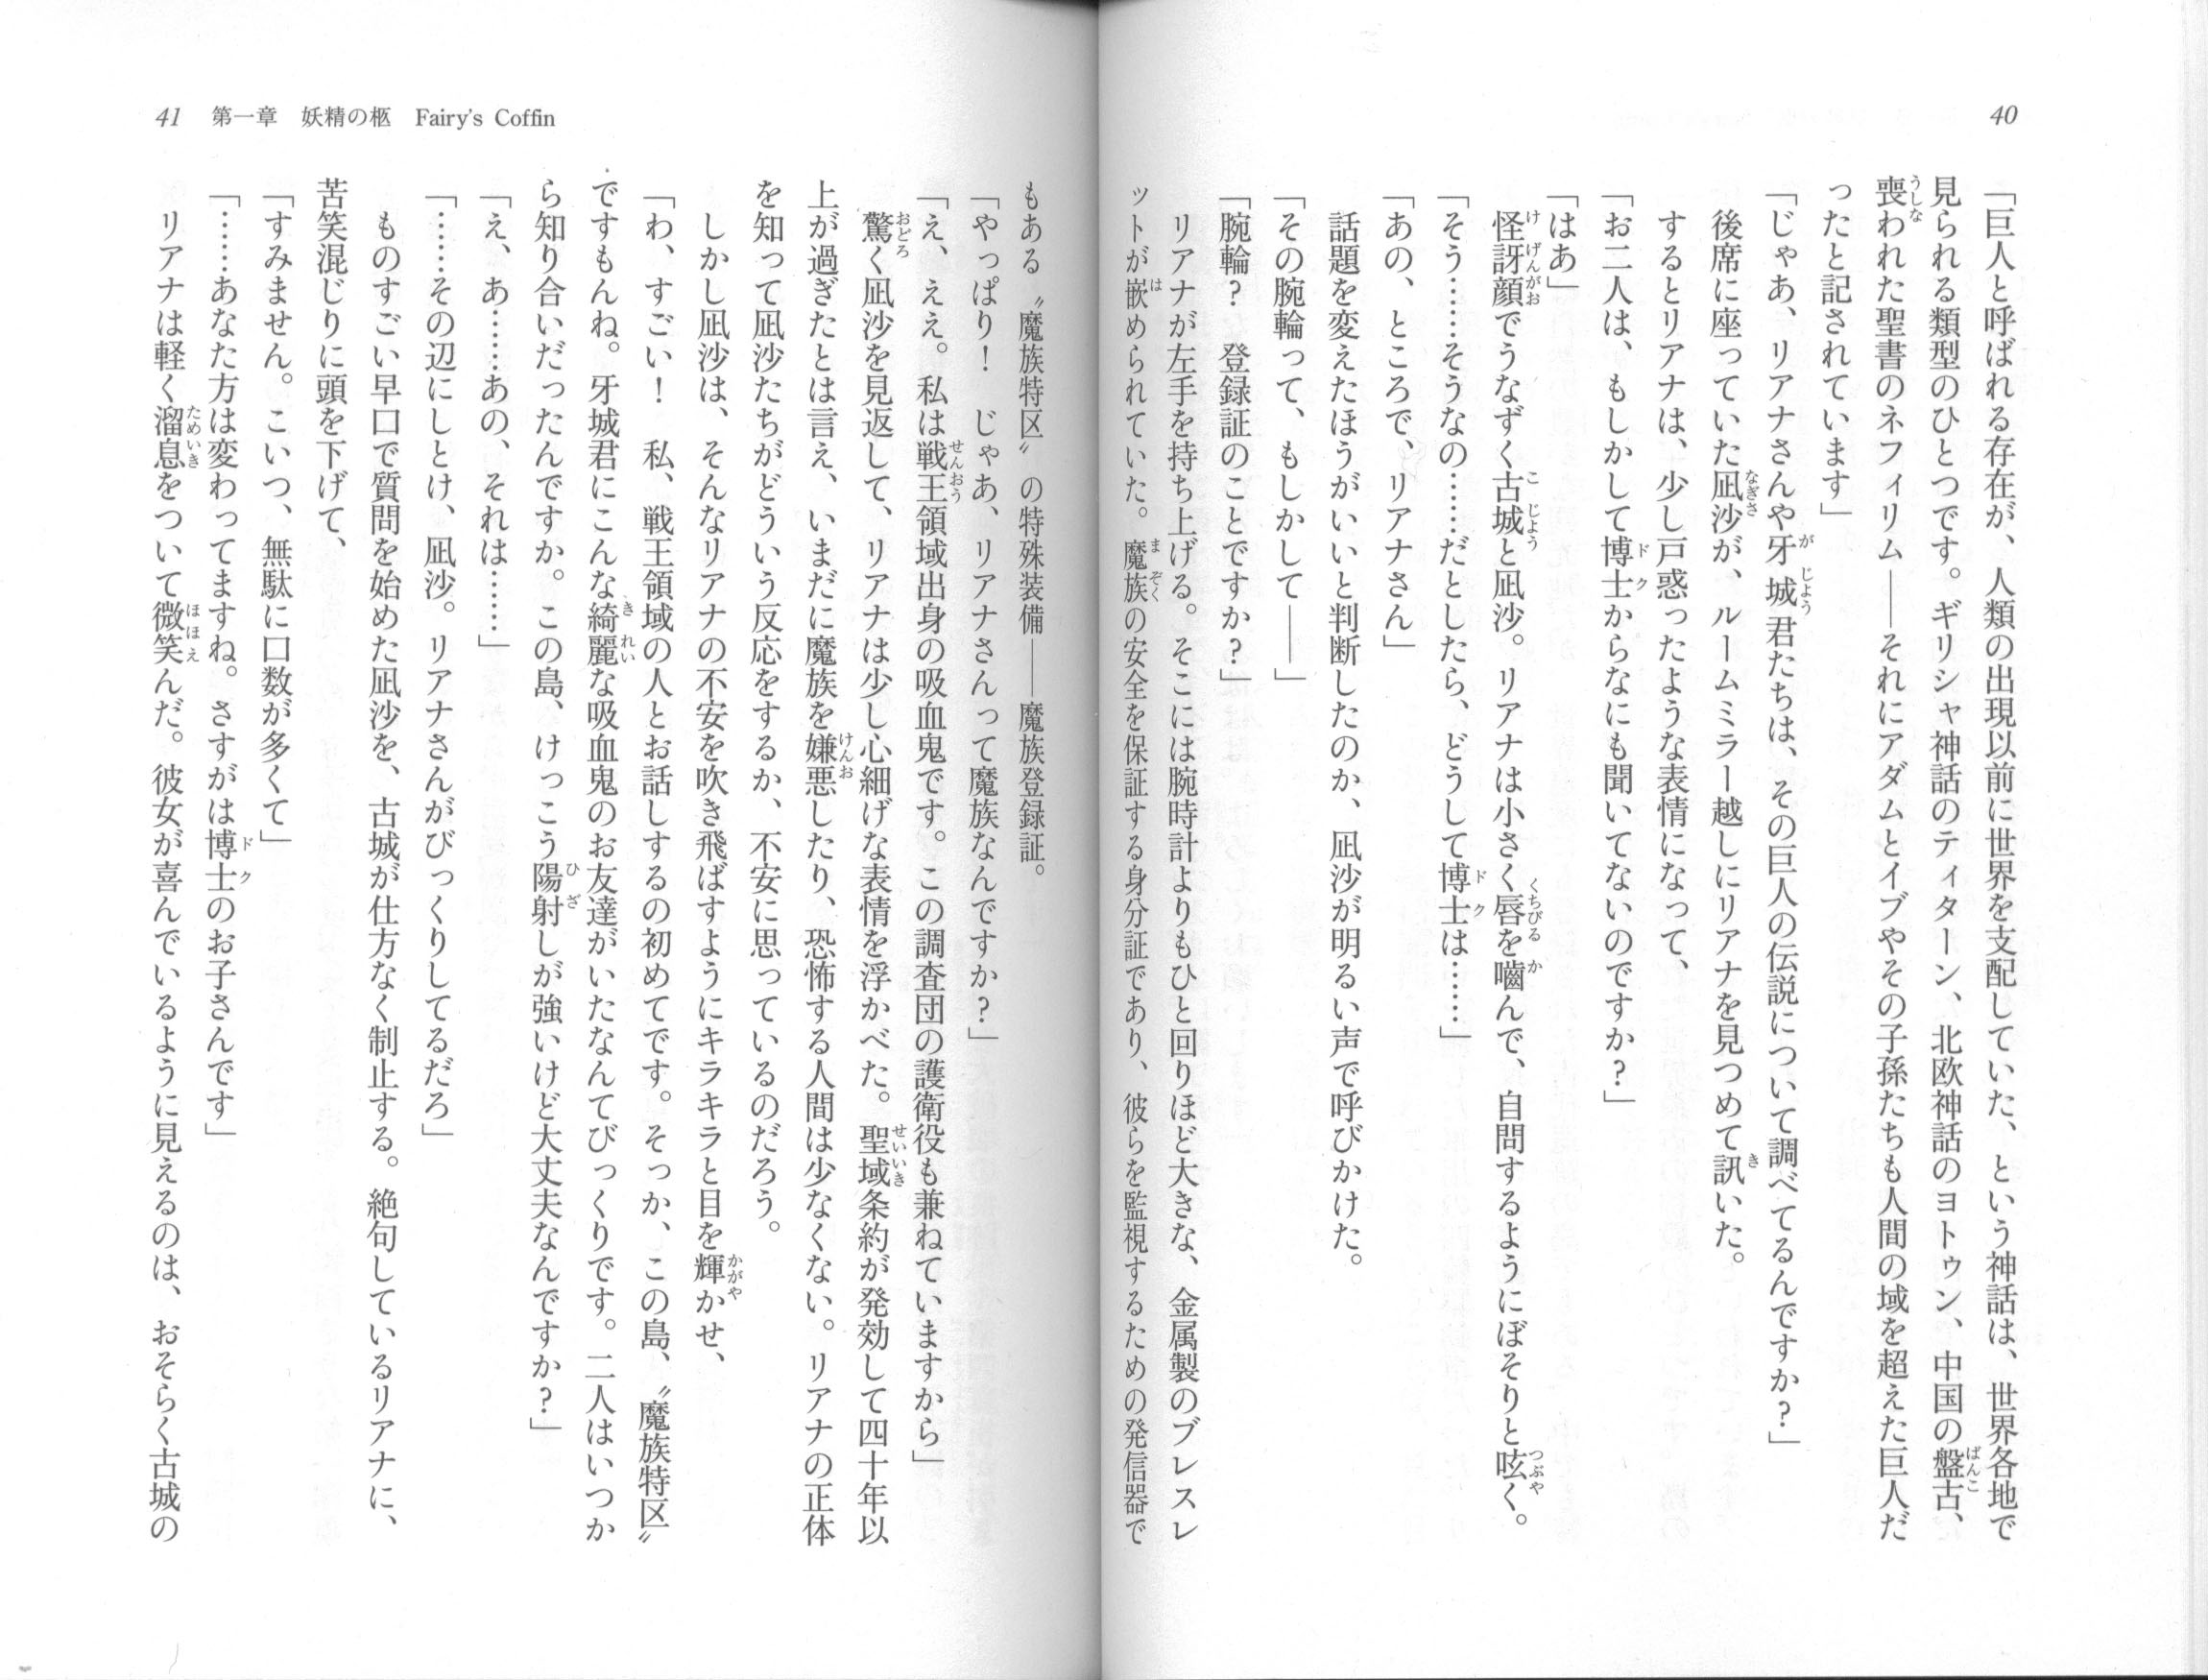 40
「巨人と呼ばれる存在が、人類の出現以前に世界を支配していた、という神話は、世界各地で
見られる類型のひとつです。ギリシャ神話のティターン、北欧神話のヨトゥン、中国の盤古、
喪われた聖書のネフィリム――それにアダムとイブやその子孫たちも人間の域を超えた巨人だ
ったと記されています」
「じゃあ、リアナさんや牙城君たちは、その巨人の伝説について調べてるんですか?」
後席に座っていた凪沙が、ルームミラー越しにリアナを見つめて訊いた。
するとリアナは、少し戸惑ったような表情になって、
「お二人は、もしかして博士からなにも聞いてないのですか?」
「はあ」
怪訝顔でうなずく古城と凪沙。リアナは小さく唇を嚙んで、自問するようにぼそりと呟く。
「そう……そうなの……だとしたら、どうして博士は……」
「あの、ところで、リアナさん」
話題を変えたほうがいいと判断したのか、凪沙が明るい声で呼びかけた。
「その腕輪って、もしかして――」
「腕輪? 登録証のことですか?」
リアナが左手を持ち上げる。そこには腕時計よりもひと回りほど大きな、金属製のブレスレ
ットが嵌められていた。魔族の安全を保証する身分証であり、彼らを監視するための発信器で
41 第一章 妖精の柩 Fairy's Coffin
もある〝魔族特区〟の特殊装備――魔族登録証。
「やっぱり! じゃあ、リアナさんって魔族なんですか?」
「え、ええ。私は戦王領域出身の吸血鬼です。この調査団の護衛役も兼ねていますから」
驚く凪沙を見返して、リアナは少し心細げな表情を浮かべた。聖域条約が発効して四十年以
上が過ぎたとは言え、いまだに魔族を嫌悪したり、恐怖する人間は少なくない。リアナの正体
を知って凪沙たちがどういう反応をするか、不安に思っているのだろう。
しかし凪沙は、そんなリアナの不安を吹き飛ばすようにキラキラと目を輝かせ、
「わ、すごい! 私、戦王領域の人とお話しするの初めてです。そっか、この島、〝魔族特区〟
ですもんね。牙城君にこんな綺麗な吸血鬼のお友達がいたなんてびっくりです。二人はいつか
ら知り合いだったんですか。この島、けっこう陽射しが強いけど大丈夫なんですか?」
「え、あ……あの、それは……」
「……その辺にしとけ、凪沙。リアナさんがびっくりしてるだろ」
ものすごい早口で質問を始めた凪沙を、古城が仕方なく制止する。絶句しているリアナに、
苦笑混じりに頭を下げて、
「すみません。こいつ、無駄に口数が多くて」
「……あなた方は変わってますね。さすがは博士のお子さんです」
リアナは軽く溜息をついて微笑んだ。彼女が喜んでいるように見えるのは、おそらく古城の